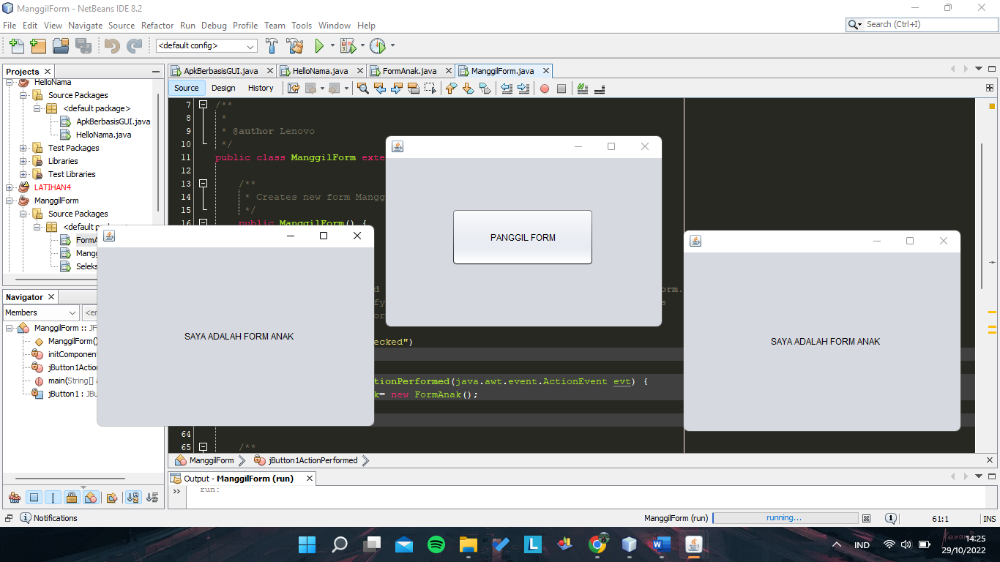 ManggilForm - NetBeans IDE 8.2
File Edit View Navigate Source Refactor Run Debug Profile Team Tools Window Help
Search (Ctrl+I)
<default config>
Projects
HelloNama
Source Packages
<default package>
ApkBerbasisGUI.java
HelloNama.java
Test Packages
Libraries
Test Libraries
LATIHAN4
ManggilForm
Source Packages
<default p
FormA
Mangg
Seleks
Navigator
Members
<en
ManggilForm :: JF
ManggilForm()
initComponent
jButton1Action
main(String[]
jButton1 : JBu
ApkBerbasisGUI.java HelloNama.java FormAnak.java ManggilForm.java
Source Design History
7 /**
8 *
9 * @author Lenovo
10 */
11 public class ManggilForm exte
12
13 /**
14 * Creates new form Mangg
15 */
16 public ManggilForm() {
orm.
fy
or
ecked")
tionPerformed(java.awt.event.ActionEvent evt) {
k= new FormAnak();
64
65 /**
PANGGIL FORM
SAYA ADALAH FORM ANAK
SAYA ADALAH FORM ANAK
ManggilForm jButton1ActionPerformed
Output - ManggilForm (run)
run:
Notifications
ManggilForm (run) running... 1 61:1 INS
IND
14:25
29/10/2022